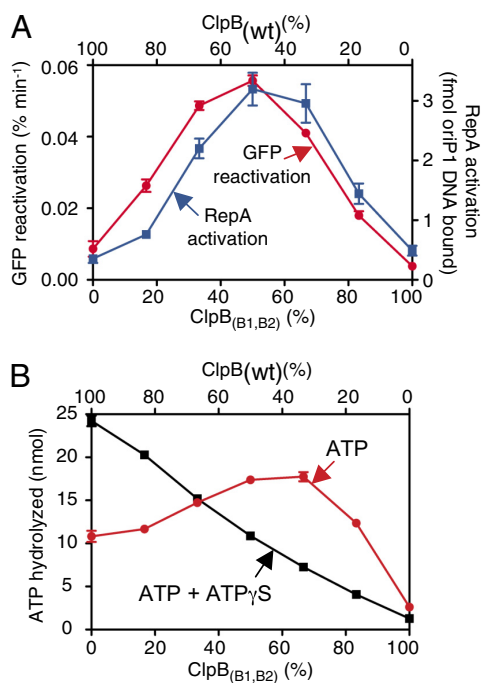 A
ClpB(wt)(%)
100 80 60 40 20 0
0.06
0.04
0.02
0.00
GFP reactivation (% min-1)
3
2
1
0
RepA activation
(fmol oriP1 DNA bound)
GFP
reactivation
RepA
activation
0 20 40 60 80 100
ClpB(B1,B2) (%)
B
ClpB(wt)(%)
100 80 60 40 20 0
25
20
15
10
5
0
ATP hydrolyzed (nmol)
ATP
ATP + ATPγS
0 20 40 60 80 100
ClpB(B1,B2) (%)